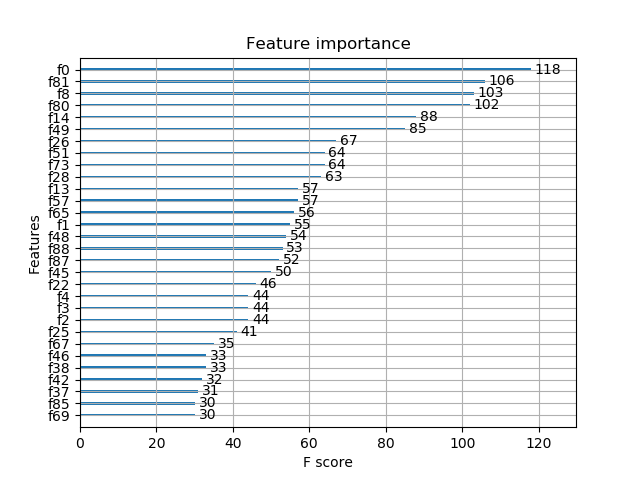 Feature importance
f0 118
f81 106
f8 103
f80 102
f14 88
f49 85
f26 67
f51 64
f73 64
f28 63
f13 57
f57 57
f65 56
f1 55
f48 54
f88 53
f87 52
f45 50
f22 46
f4 44
f3 44
f2 44
f25 41
f67 35
f46 33
f38 33
f42 32
f37 31
f85 30
f69 30
Features
0 20 40 60 80 100 120
F score